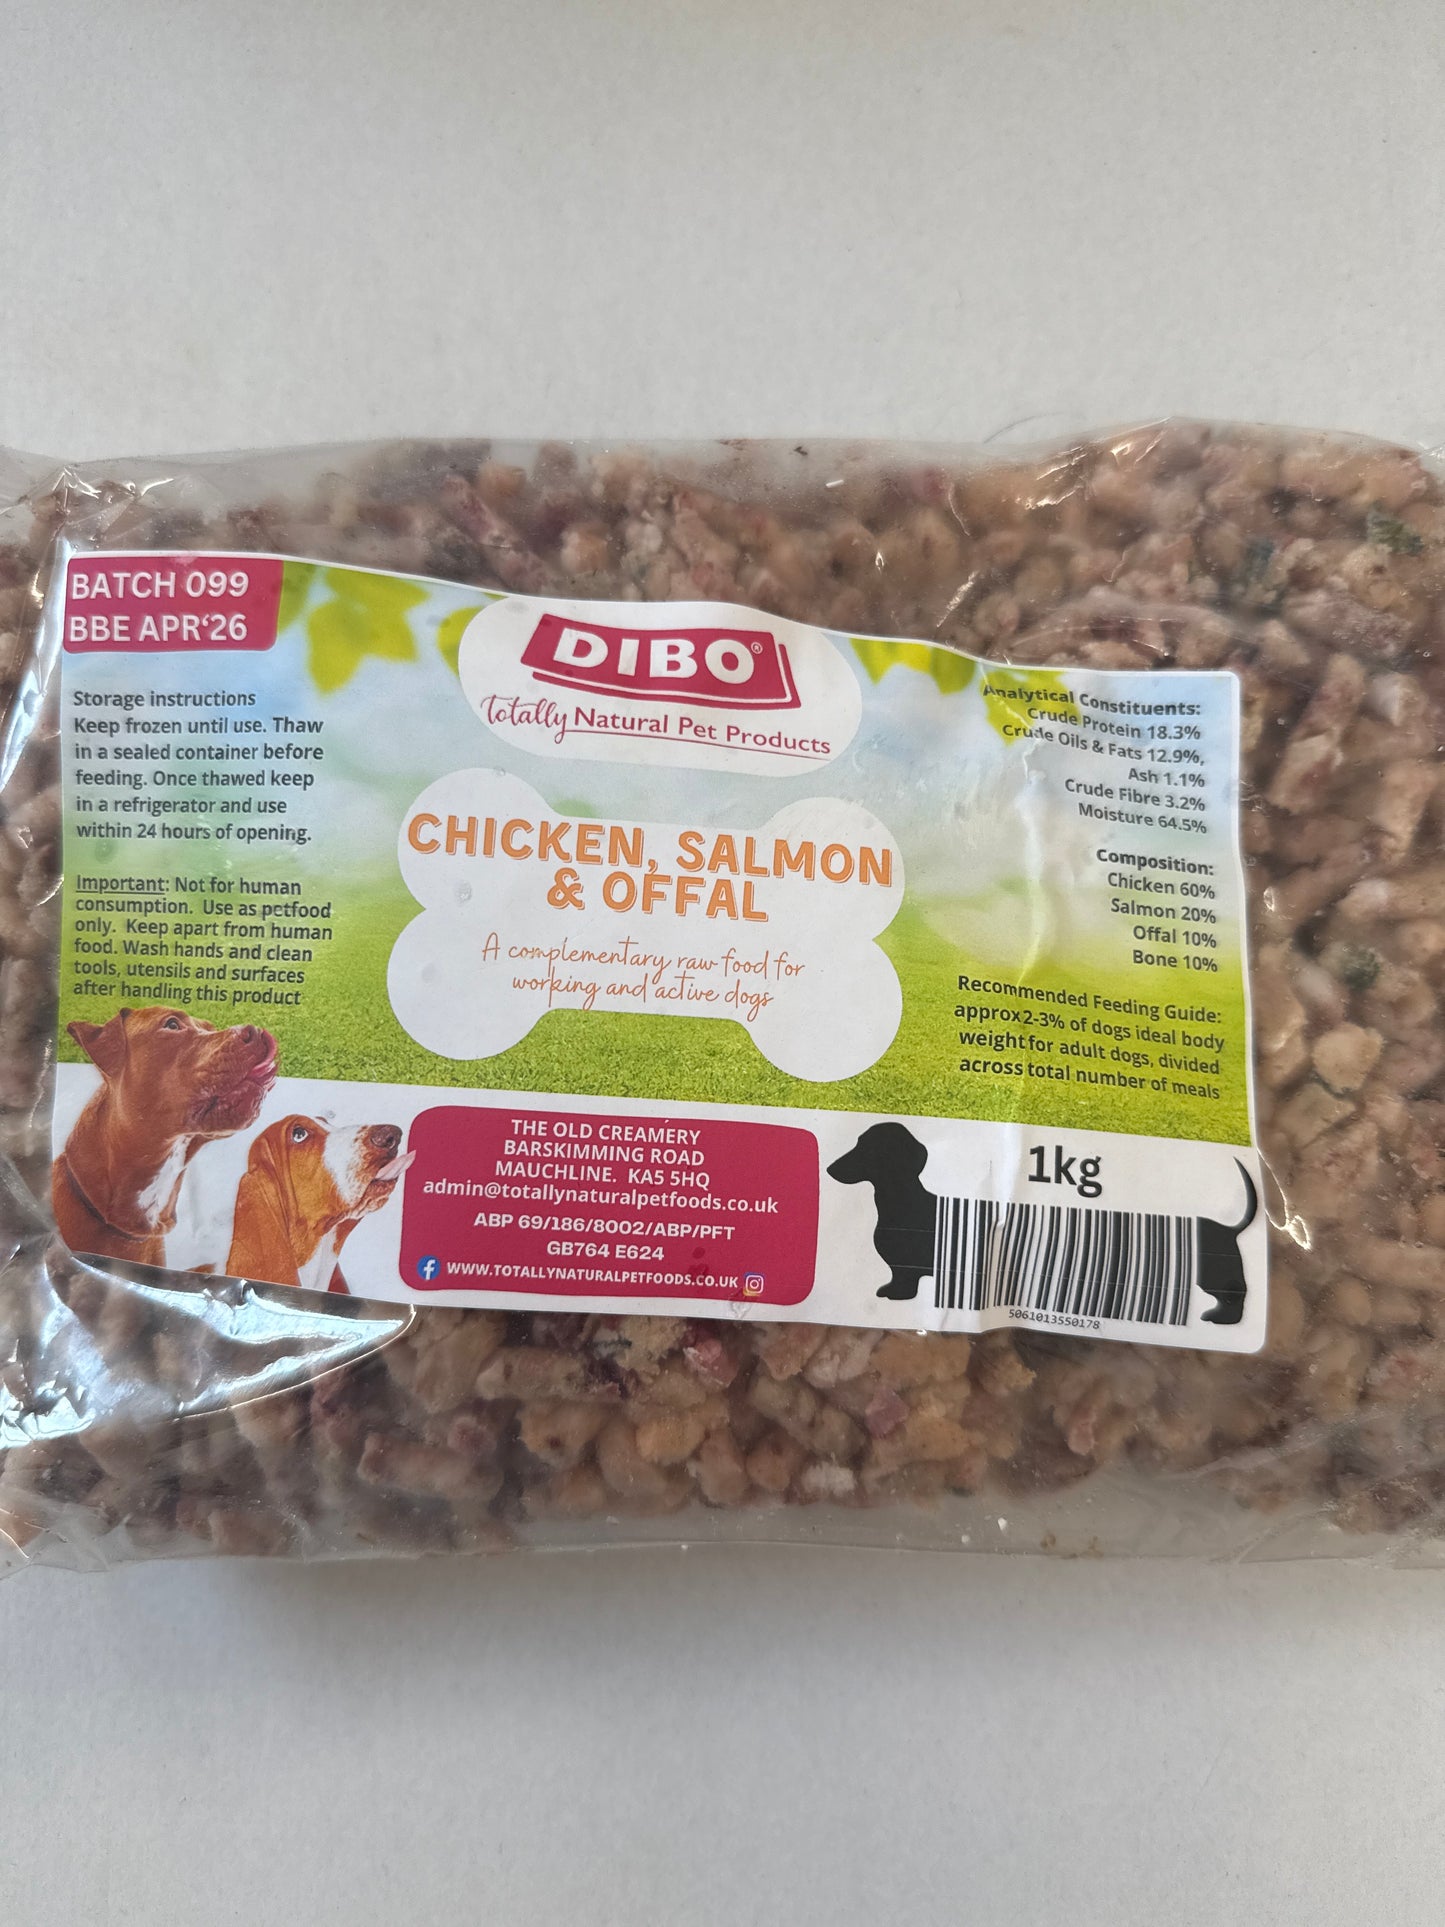 BATCH 099
BBE APR‘26
Storage instructions
Keep frozen until use. Thaw
in a sealed container before
feeding. Once thawed keep
in a refrigerator and use
within 24 hours of opening.
Important: Not for human
consumption. Use as petfood
only. Keep apart from human
food. Wash hands and clean
tools, utensils and surfaces
after handling this product
DIBO®
Totally Natural Pet Products
CHICKEN, SALMON
& OFFAL
A complementary raw food for
working and active dogs
Analytical Constituents:
Crude Protein 18.3%
Crude Oils & Fats 12.9%,
Ash 1.1%
Crude Fibre 3.2%
Moisture 64.5%
Composition:
Chicken 60%
Salmon 20%
Offal 10%
Bone 10%
Recommended Feeding Guide:
approx2-3% of dogs ideal body
weight for adult dogs, divided
across total number of meals
THE OLD CREAMERY
BARSKIMMING ROAD
MAUCHLINE. KA5 5HQ
admin@totallynaturalpetfoods.co.uk
ABP 69/186/8002/ABP/PFT
GB764 E624
WWW.TOTALLYNATURALPETFOODS.CO.UK
1kg
5061013550178